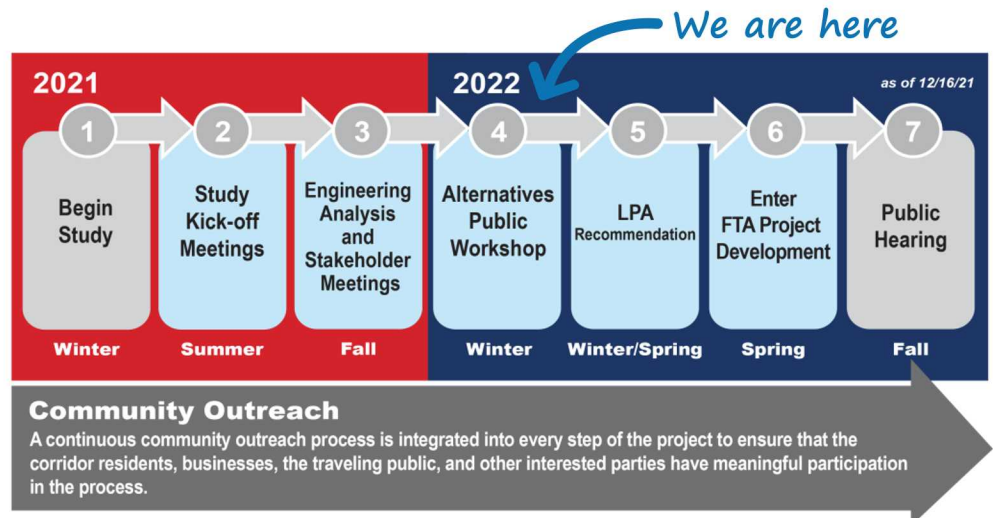 We are here
2021
2022
as of 12/16/21
1
2
3
4
5
6
7
Begin
Study
Study
Kick-off
Meetings
Engineering
Analysis
and
Stakeholder
Meetings
Alternatives
Public
Workshop
LPA
Recommendation
Enter
FTA Project
Development
Public
Hearing
Winter
Summer
Fall
Winter
Winter/Spring
Spring
Fall
Community Outreach
A continuous community outreach process is integrated into every step of the project to ensure that the
corridor residents, businesses, the traveling public, and other interested parties have meaningful participation
in the process.